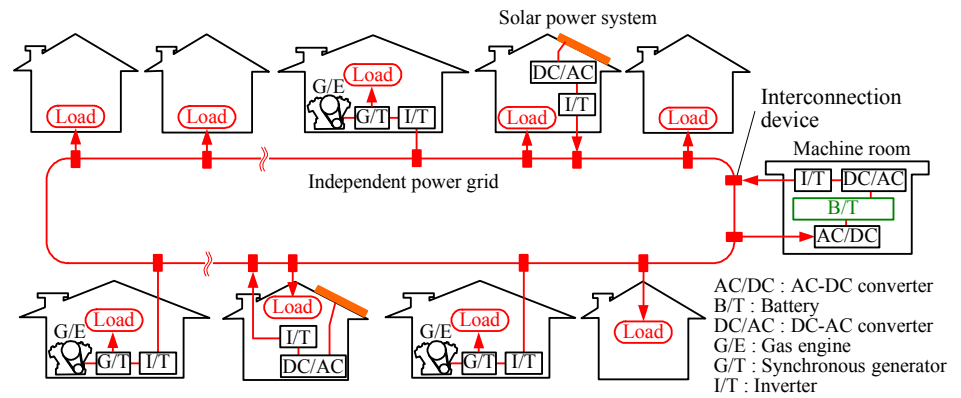 Solar power system
G/E
Load
DC/AC
Load
Load
G/T
I/T
I/T
Load
Load
Interconnection
device
Independent power grid
Machine room
I/T
DC/AC
B/T
AC/DC
Load
Load
Load
Load
G/E
G/T
I/T
I/T
DC/AC
G/E
G/T
I/T
AC/DC : AC-DC converter
B/T : Battery
DC/AC : DC-AC converter
G/E : Gas engine
G/T : Synchronous generator
I/T : Inverter